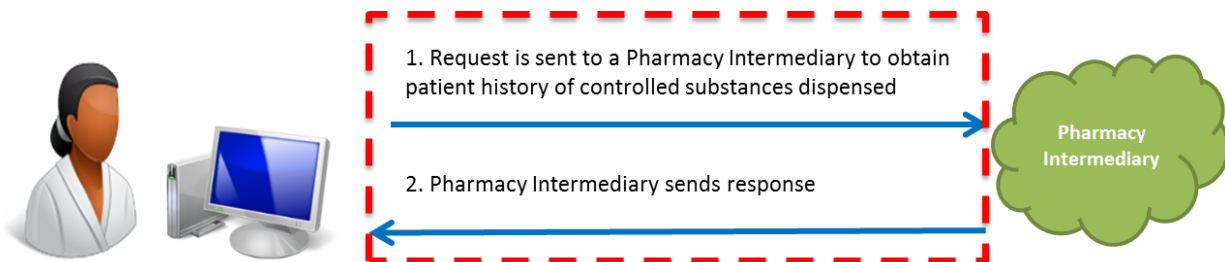 1. Request is sent to a Pharmacy Intermediary to obtain
patient history of controlled substances dispensed
Pharmacy
Intermediary
2. Pharmacy Intermediary sends response